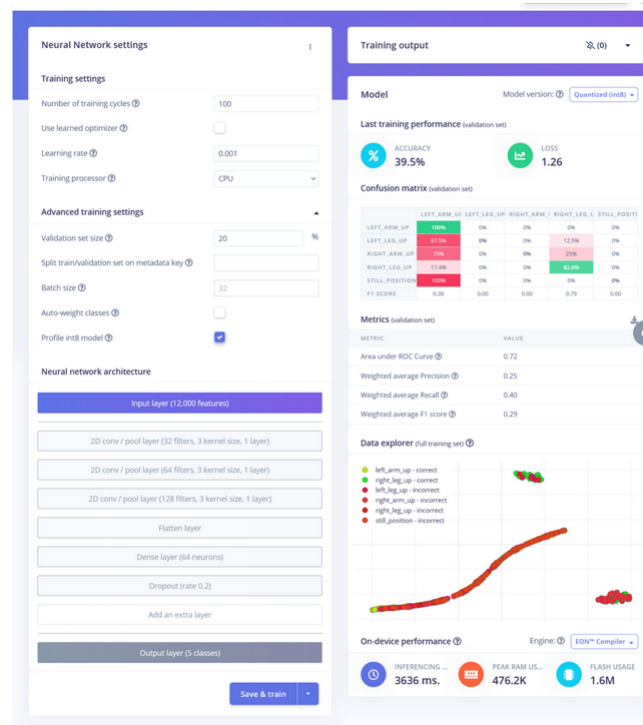 Neural Network settings
Training settings
Number of training cycles
100
Use learned optimizer
Learning rate
0.001
Training processor
CPU
Advanced training settings
Validation set size
20
%
Split train/validation set on metadata key
Batch size
32
Auto-weight classes
Profile int8 model
Neural network architecture
Input layer (12,000 features)
2D conv / pool layer (32 filters, 3 kernel size, 1 layer)
2D conv / pool layer (64 filters, 3 kernel size, 1 layer)
2D conv / pool layer (128 filters, 3 kernel size, 1 layer)
Flatten layer
Dense layer (64 neurons)
Dropout (rate 0.2)
Add an extra layer
Output layer (5 classes)
Save & train
Training output
(0)
Model
Model version:
Quantized (int8)
Last training performance (validation set)
ACCURACY
39.5%
LOSS
1.26
Confusion matrix (validation set)
LEFT_ARM_UI LEFT_LEG_UP RIGHT_ARM_I RIGHT_LEG_L STILL_POSITI
LEFT_ARM_UP 100% 0% 0% 0% 0%
LEFT_LEG_UP 87.5% 0% 0% 12.5% 0%
RIGHT_ARM_UP 75% 0% 0% 25% 0%
RIGHT_LEG_UP 17.4% 0% 0% 82.6% 0%
STILL_POSITION 100% 0% 0% 0% 0%
F1 SCORE 0.38 0.00 0.00 0.79 0.00
Metrics (validation set)
METRIC VALUE
Area under ROC Curve 0.72
Weighted average Precision 0.25
Weighted average Recall 0.40
Weighted average F1 score 0.29
Data explorer (full training set)
left_arm_up - correct
right_leg_up - correct
left_leg_up - incorrect
right_arm_up - incorrect
right_leg_up - incorrect
still_position - incorrect
On-device performance
Engine:
EON™ Compiler
INFERENCING ...
3636 ms.
PEAK RAM US...
476.2K
FLASH USAGE
1.6M